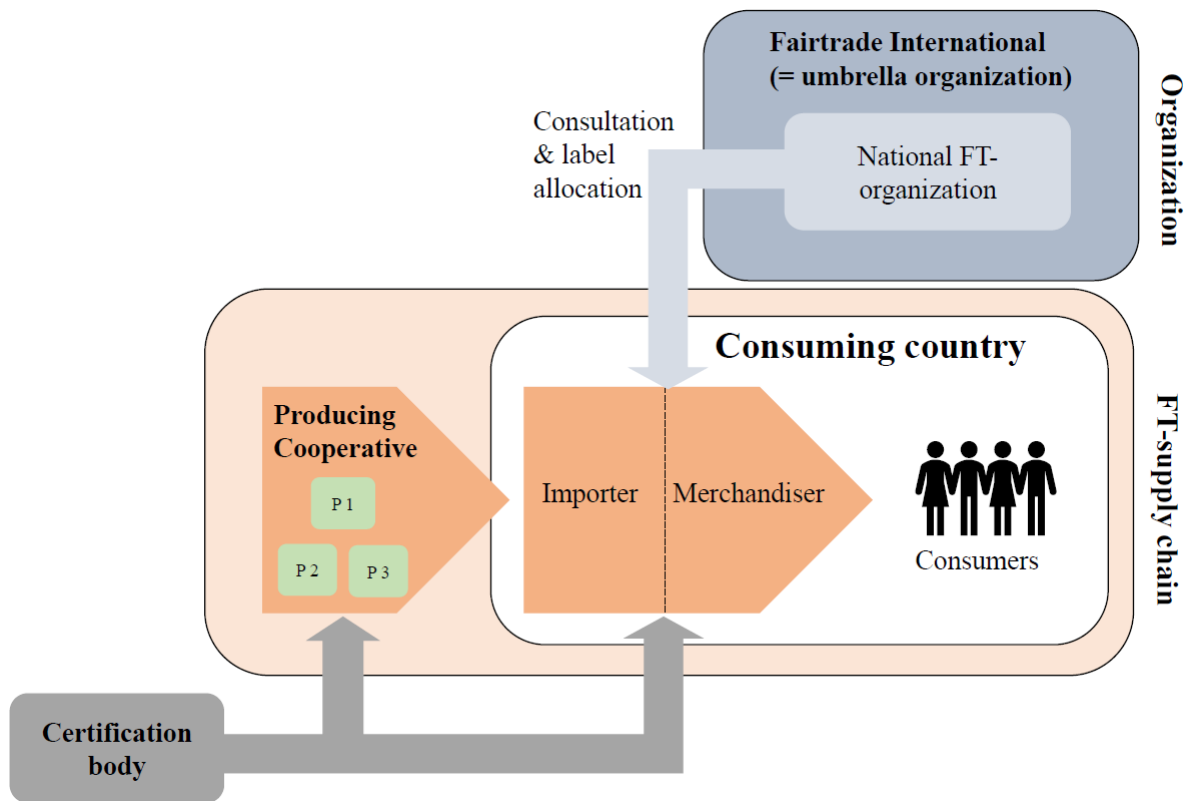 Fairtrade International
(= umbrella organization)
National FT-
organization
Organization
Consultation
& label
allocation
Consuming country
Producing
Cooperative
P 1
P 2
P 3
Importer
Merchandiser
Consumers
FT-supply chain
Certification
body